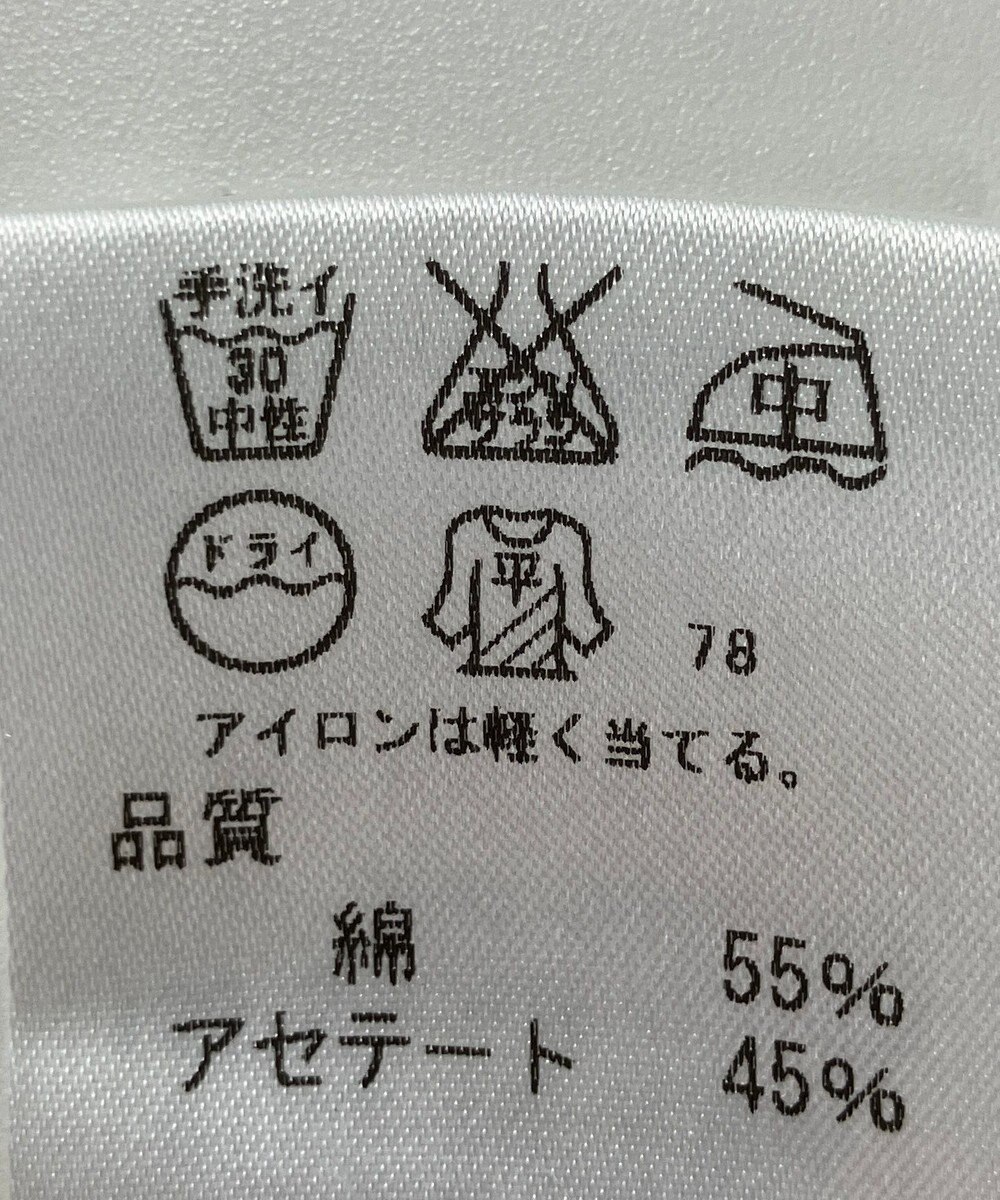 手洗イ 中
30
中性
ドライ 平
78
アイロンは軽く当てる。
品質
綿 55%
アセテート 45%